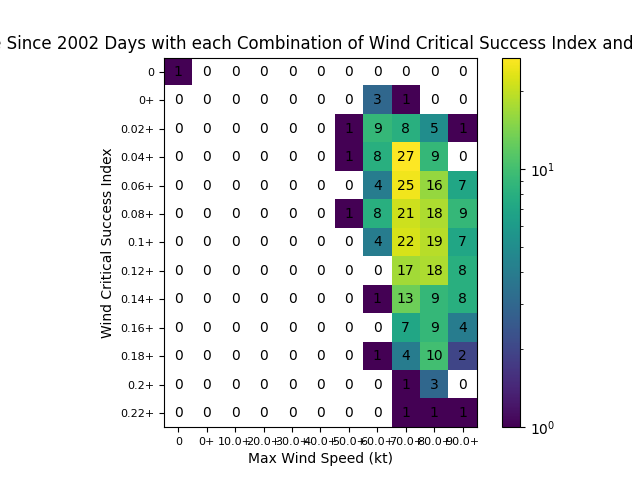 Since 2002 Days with each Combination of Wind Critical Success Index and
0 1 0 0 0 0 0 0 0 0 0 0
0+ 0 0 0 0 0 0 0 3 1 0 0
0.02+ 0 0 0 0 0 0 1 9 8 5 1
0.04+ 0 0 0 0 0 0 1 8 27 9 0
0.06+ 0 0 0 0 0 0 0 4 25 16 7
0.08+ 0 0 0 0 0 0 1 8 21 18 9
0.1+ 0 0 0 0 0 0 0 4 22 19 7
0.12+ 0 0 0 0 0 0 0 0 17 18 8
0.14+ 0 0 0 0 0 0 0 1 13 9 8
0.16+ 0 0 0 0 0 0 0 0 7 9 4
0.18+ 0 0 0 0 0 0 0 1 4 10 2
0.2+ 0 0 0 0 0 0 0 0 1 3 0
0.22+ 0 0 0 0 0 0 0 0 1 1 1
0 0+ 10.0+ 20.0+ 30.0+ 40.0+ 50.0+ 60.0+ 70.0+ 80.0+ 90.0+
Max Wind Speed (kt)
Wind Critical Success Index
10¹
10⁰